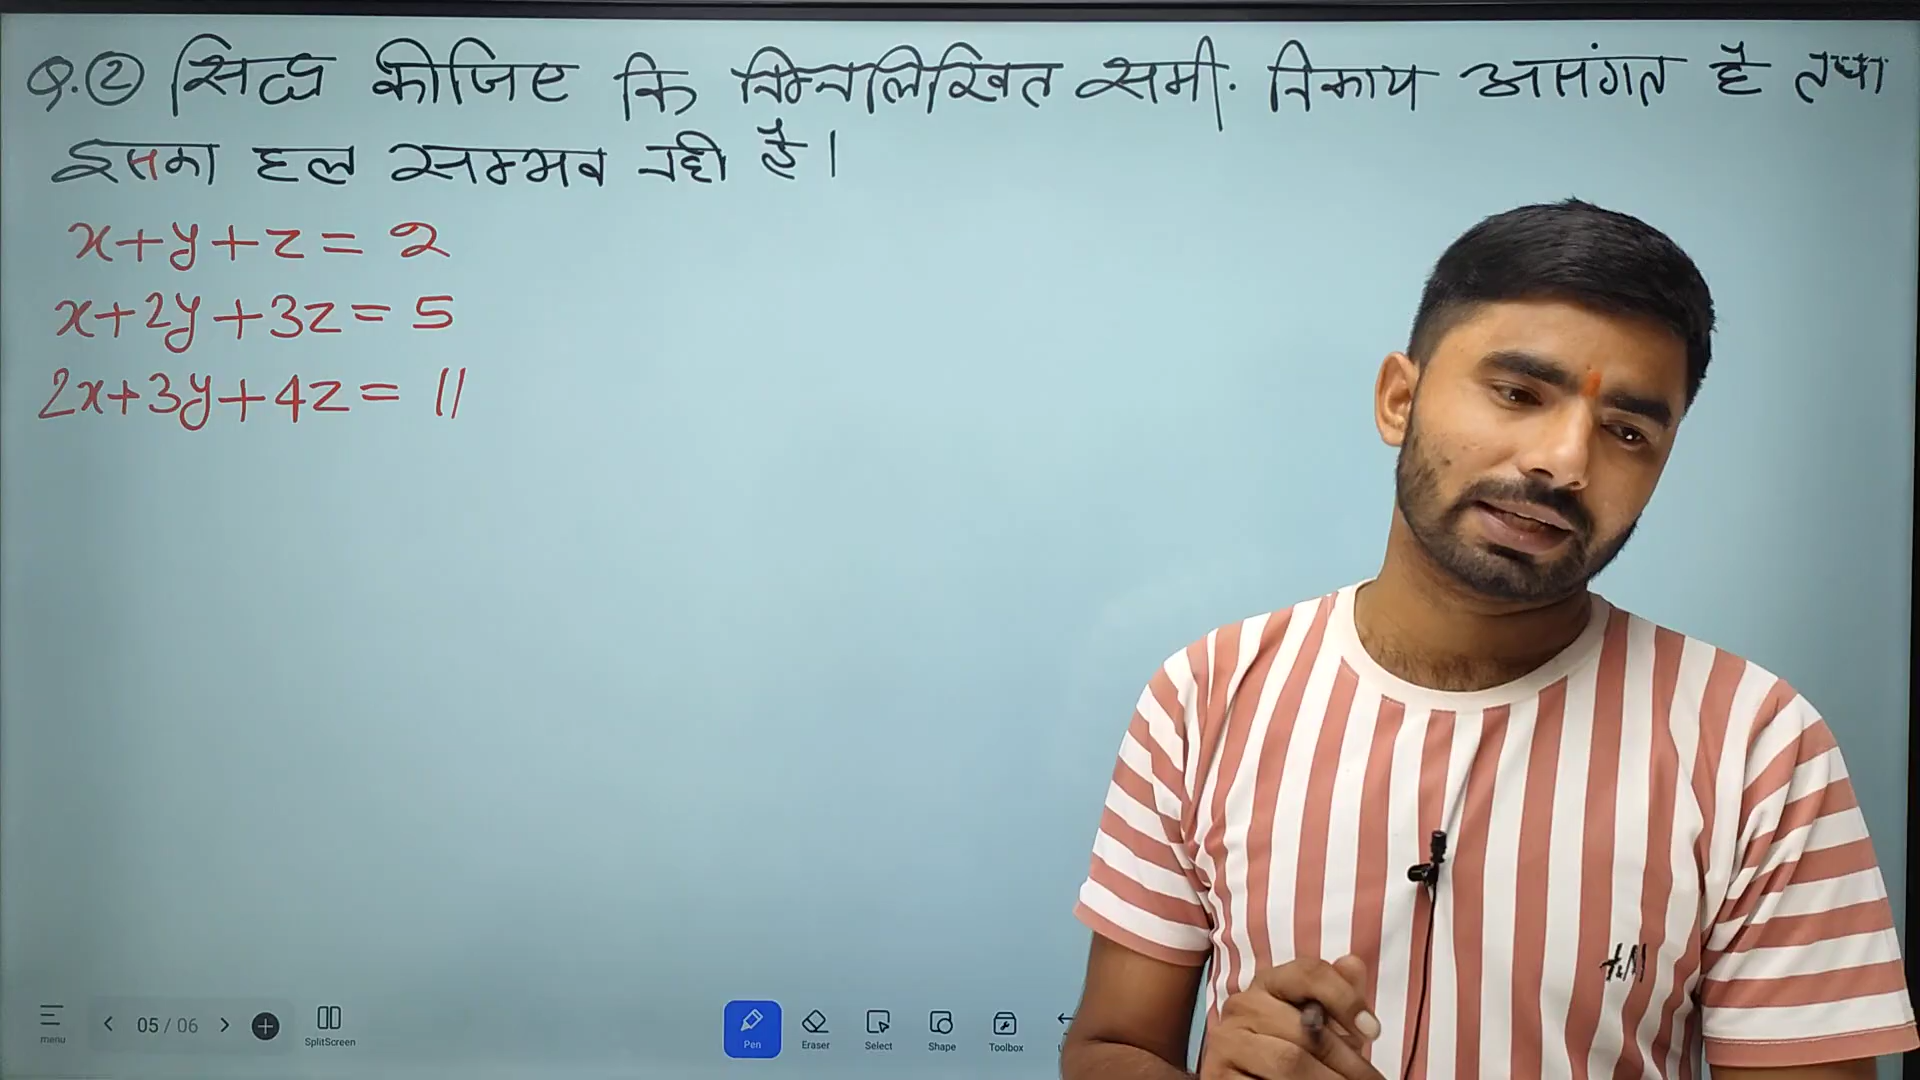 Q.② सिद्ध कीजिए कि निम्नलिखित समी. निकाय असंगत है तथा
इसका हल सम्भव नही है।
x+y+z= 2
x+2y+3z= 5
2x+3y+4z= 11
menu
05 / 06
SplitScreen
Pen
Eraser
Select
Shape
Toolbox
H&M